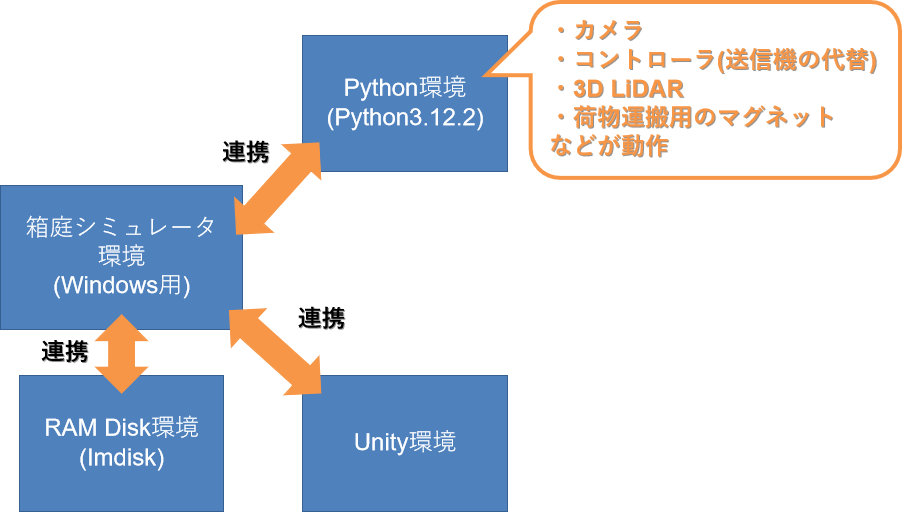 ・カメラ
・コントローラ(送信機の代替)
・3D LiDAR
・荷物運搬用のマグネット
などが動作
Python環境
(Python3.12.2)
連携
箱庭シミュレータ
環境
(Windows用)
連携
連携
RAM Disk環境
(Imdisk)
Unity環境